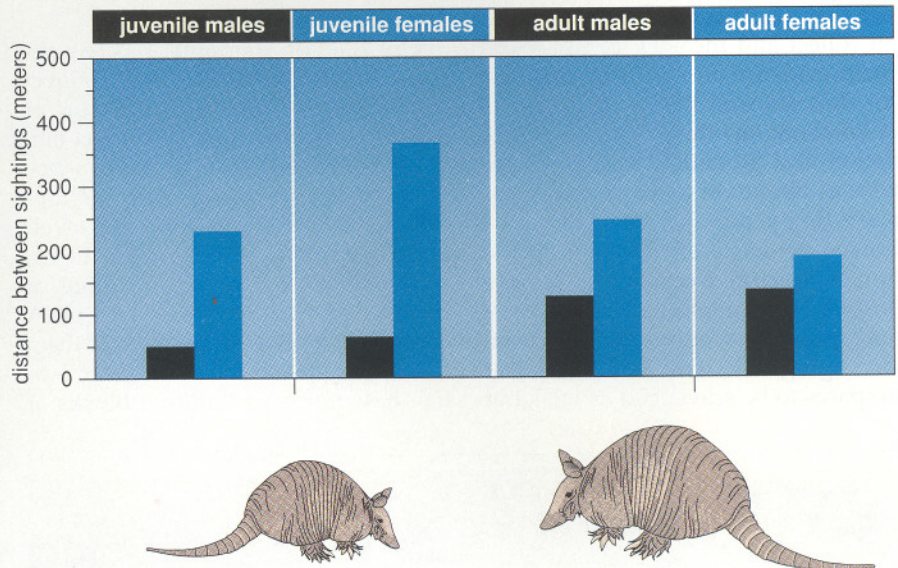 juvenile males
juvenile females
adult males
adult females
distance between sightings (meters)
500
400
300
200
100
0